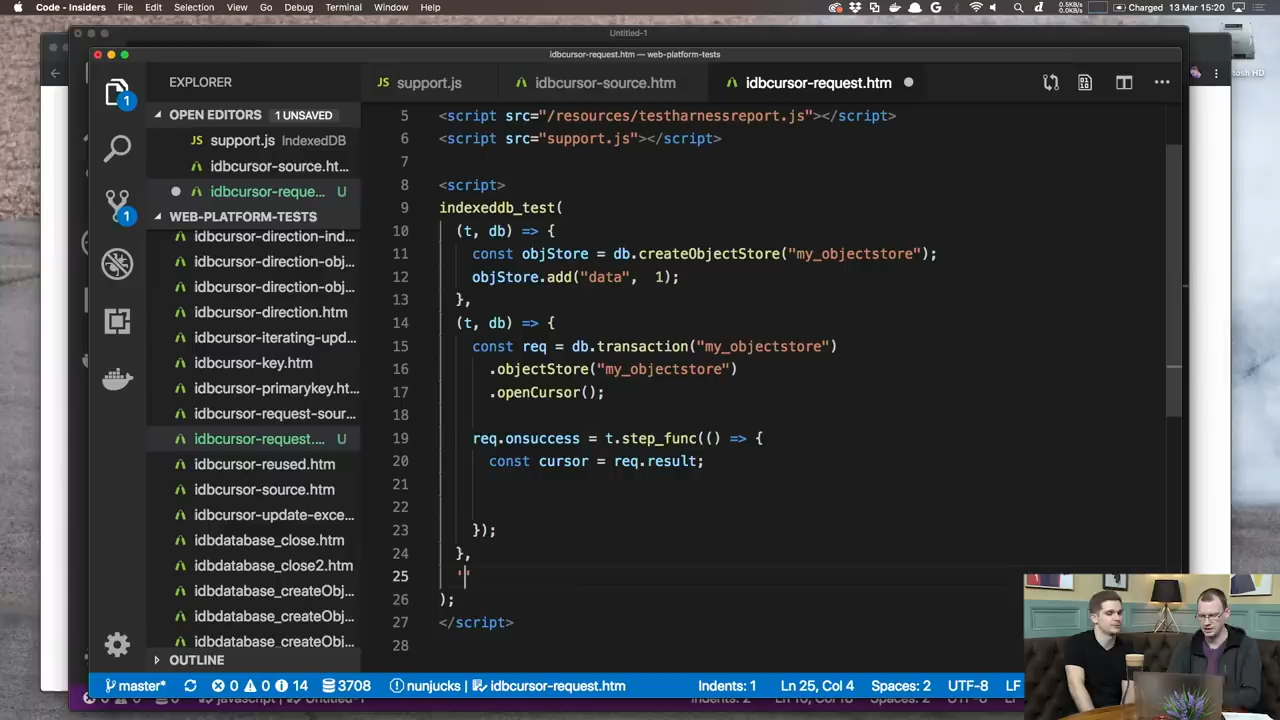 Code - Insiders File Edit Selection View Go Debug Terminal Window Help
0.5KB/s
0.0KB/s
Charged 13 Mar 15:20
Untitled-1
idbcursor-request.htm — web-platform-tests
EXPLORER
JS support.js
idbcursor-source.htm
idbcursor-request.htm
OPEN EDITORS 1 UNSAVED
JS support.js IndexedDB
idbcursor-source.ht...
idbcursor-reque... U
WEB-PLATFORM-TESTS
idbcursor-direction-ind...
idbcursor-direction-obj...
idbcursor-direction-obj...
idbcursor-direction.htm
idbcursor-iterating-upd...
idbcursor-key.htm
idbcursor-primarykey.ht...
idbcursor-request-sour...
idbcursor-request.... U
idbcursor-reused.htm
idbcursor-source.htm
idbcursor-update-exce...
idbdatabase_close.htm
idbdatabase_close2.htm
idbdatabase_createObj...
idbdatabase_createObj...
idbdatabase_createObj...
OUTLINE
5 <script src="/resources/testharnessreport.js"></script>
6 <script src="support.js"></script>
7
8 <script>
9 indexeddb_test(
10 (t, db) => {
11 const objStore = db.createObjectStore("my_objectstore");
12 objStore.add("data", 1);
13 },
14 (t, db) => {
15 const req = db.transaction("my_objectstore")
16 .objectStore("my_objectstore")
17 .openCursor();
18
19 req.onsuccess = t.step_func(() => {
20 const cursor = req.result;
21
22
23 });
24 },
25 ''
26 );
27 </script>
28
master* 0 0 14 3708 nunjucks idbcursor-request.htm Indents: 1 Ln 25, Col 4 Spaces: 2 UTF-8 LF